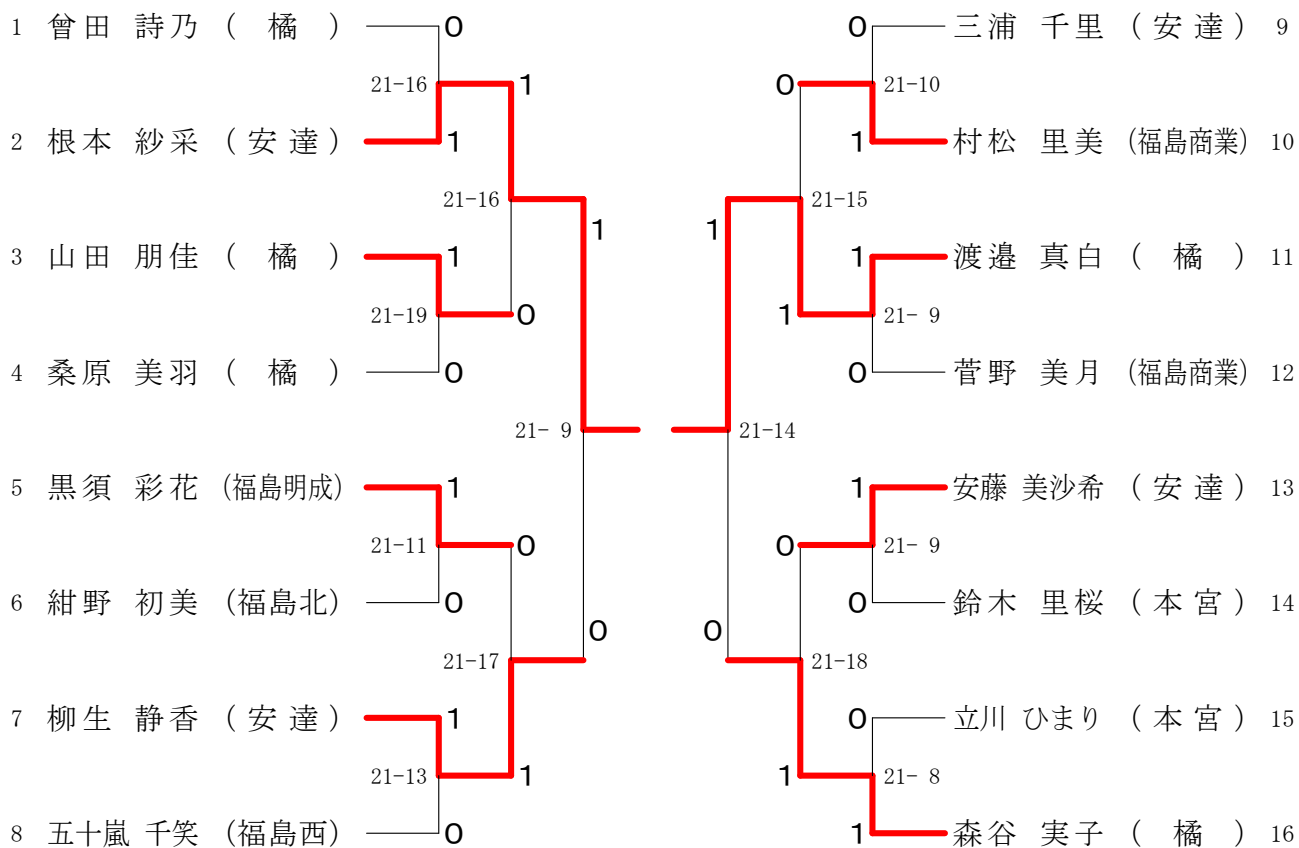 1 曾田 詩乃 ( 橘 ) 0
0 三浦 千里 ( 安 達 ) 9
21-16 1
0 21-10
2 根本 紗采 ( 安 達 ) 1
1 村松 里美 (福島商業) 10
21-16
21-15
1
1
3 山田 朋佳 ( 橘 ) 1
1 渡邉 真白 ( 橘 ) 11
21-19 0
1 21- 9
4 桑原 美羽 ( 橘 ) 0
0 菅野 美月 (福島商業) 12
21- 9
21-14
5 黒須 彩花 (福島明成) 1
1 安藤 美沙希 ( 安 達 ) 13
21-11 0
0 21- 9
6 紺野 初美 (福島北) 0
0 鈴木 里桜 ( 本 宮 ) 14
0
0
21-17
21-18
7 柳生 静香 ( 安 達 ) 1
0 立川 ひまり ( 本 宮 ) 15
21-13 1
1 21- 8
8 五十嵐 千笑 (福島西) 0
1 森谷 実子 ( 橘 ) 16